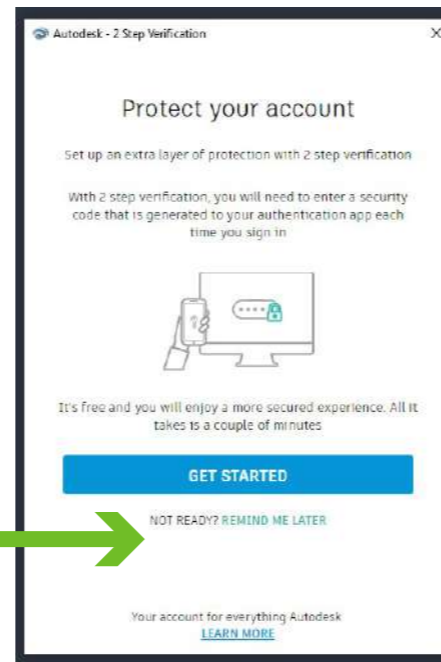 Autodesk - 2 Step Verification
Protect your account
Set up an extra layer of protection with 2 step verification
With 2 step verification, you will need to enter a security
code that is generated to your authentication app each
time you sign in
It's free and you will enjoy a more secured experience. All it
takes is a couple of minutes
GET STARTED
NOT READY? REMIND ME LATER
Your account for everything Autodesk
LEARN MORE